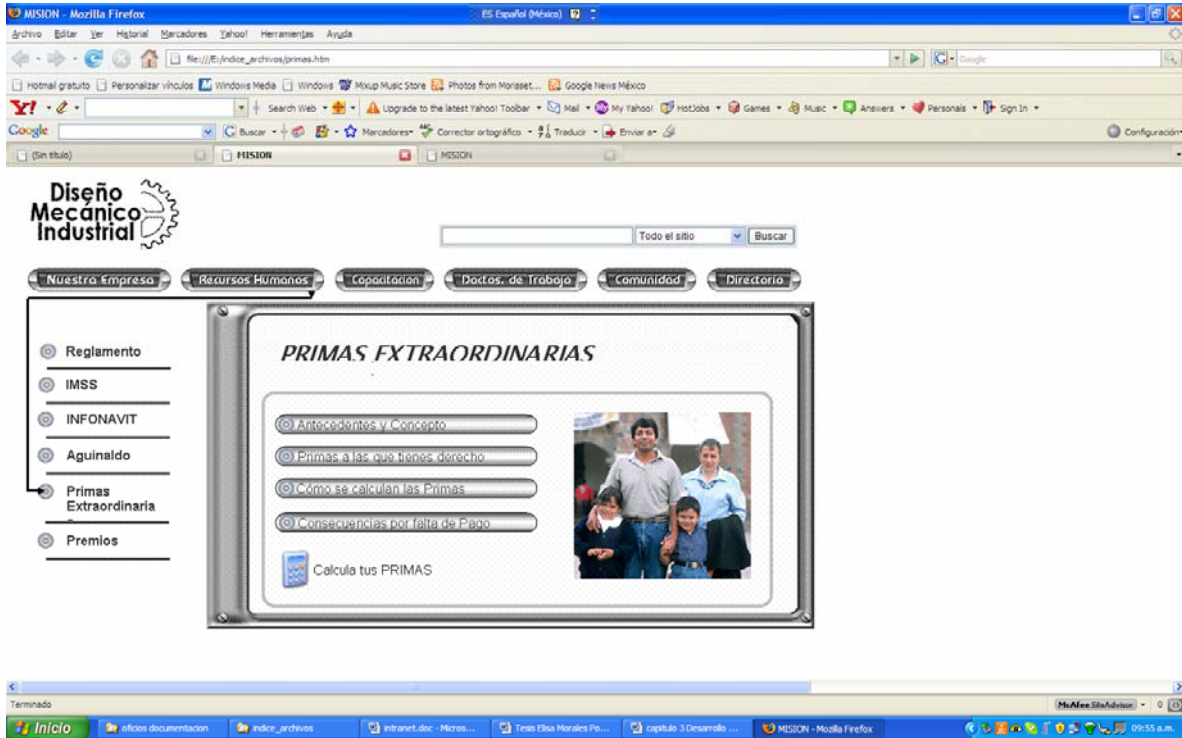 MISION - Mozilla Firefox
ES Español (México)
Archivo Editar Ver Historial Marcadores Yahoo! Herramientas Ayuda
file:///E:/indice_archivos/primas.htm
Google
Hotmail gratuito Personalizar vínculos Windows Media Windows Mixup Music Store Photos from Morisset... Google News México
Y! Search Web Upgrade to the latest Yahoo! Toolbar Mail My Yahoo! HotJobs Games Music Answers Personals Sign In
Google Buscar Marcadores Corrector ortográfico Traducir Enviar a Configuración
(Sin título) MISION MISION
Diseño
Mecánico
Industrial
Todo el sitio Buscar
Nuestra Empresa Recursos Humanos Capacitacion Doctos. de Trabajo Comunidad Directorio
PRIMAS EXTRAORDINARIAS
Reglamento
IMSS
INFONAVIT
Aguinaldo
Primas
Extraordinaria
Premios
Antecedentes y Concepto
Primas a las que tienes derecho
Cómo se calculan las Primas
Consecuencias por falta de Pago
Calcula tus PRIMAS
Terminado
McAfee SiteAdvisor 0
Inicio oficios documentacion indice_archivos intranet.doc - Micros... Tesis Elisa Morales Po... capitulo 3 Desarrollo ... MISION - Mozilla Firefox 09:55 a.m.